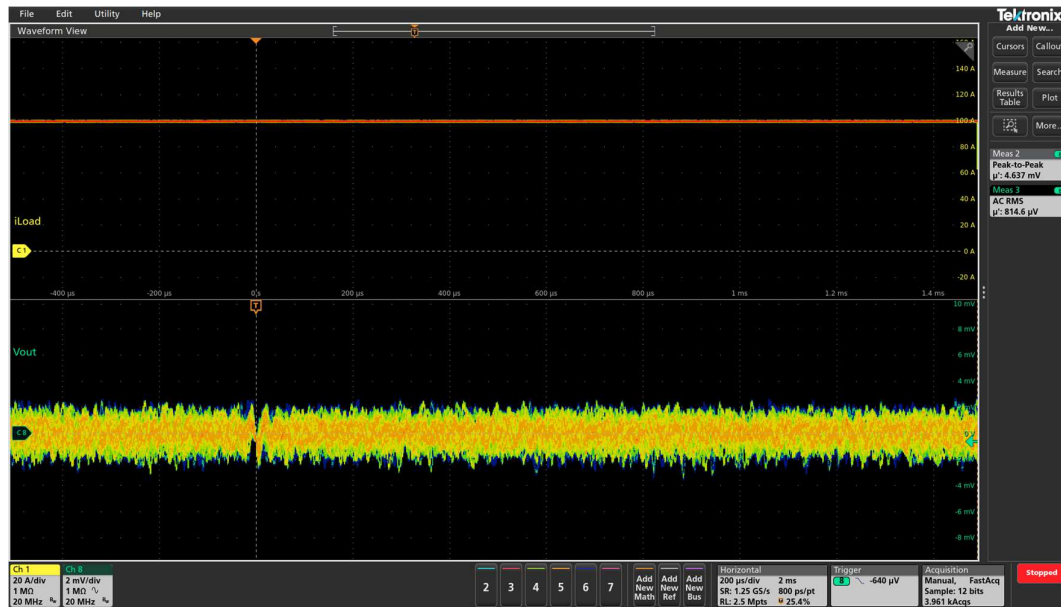 File Edit Utility Help
Tektronix
Waveform View
Add New...
Cursors Callou
Measure Search
Results Table Plot
More..
140 A
120 A
100 A
80 A
60 A
40 A
20 A
0 A
-20 A
iLoad
C 1
-400 µs -200 µs 0 s 200 µs 400 µs 600 µs 800 µs 1 ms 1.2 ms 1.4 ms
T
Meas 2
Peak-to-Peak
µ': 4.637 mV
Meas 3
AC RMS
µ': 814.6 µV
10 mV
8 mV
6 mV
4 mV
0 V
-4 mV
-6 mV
-8 mV
Vout
C 8
Ch 1
20 A/div
1 MΩ
20 MHz
Ch 8
2 mV/div
1 MΩ
20 MHz
2 3 4 5 6 7
Add New Math
Add New Ref
Add New Bus
Horizontal
200 µs/div 2 ms
SR: 1.25 GS/s 800 ps/pt
RL: 2.5 Mpts 25.4%
Trigger
8 -640 µV
Acquisition
Manual, FastAcq
Sample: 12 bits
3.961 kAcqs
Stopped